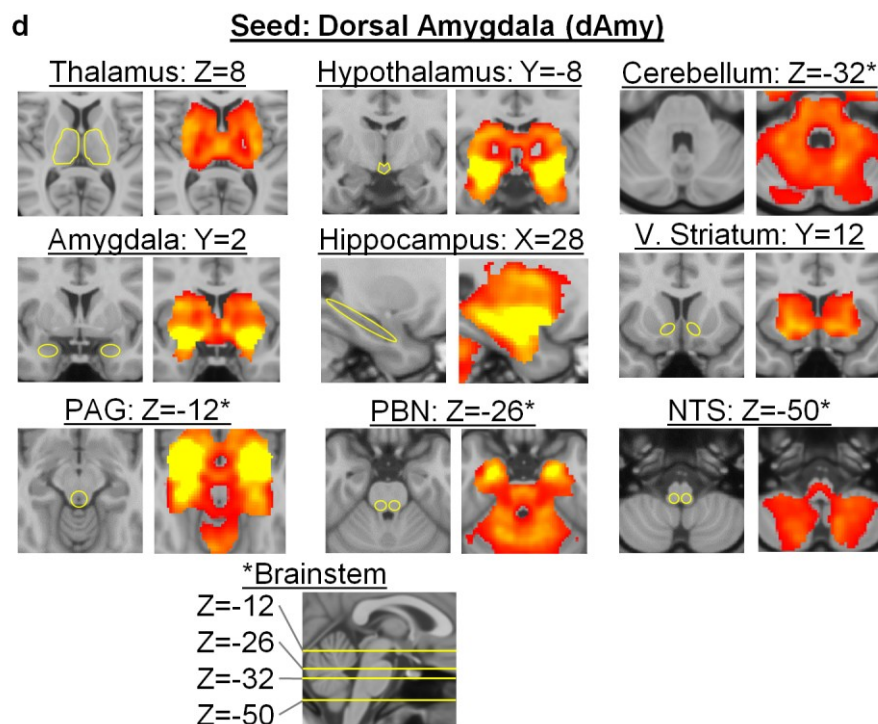 d
Seed: Dorsal Amygdala (dAmy)
Thalamus: Z=8
Hypothalamus: Y=-8
Cerebellum: Z=-32*
Amygdala: Y=2
Hippocampus: X=28
V. Striatum: Y=12
PAG: Z=-12*
PBN: Z=-26*
NTS: Z=-50*
*Brainstem
Z=-12
Z=-26
Z=-32
Z=-50